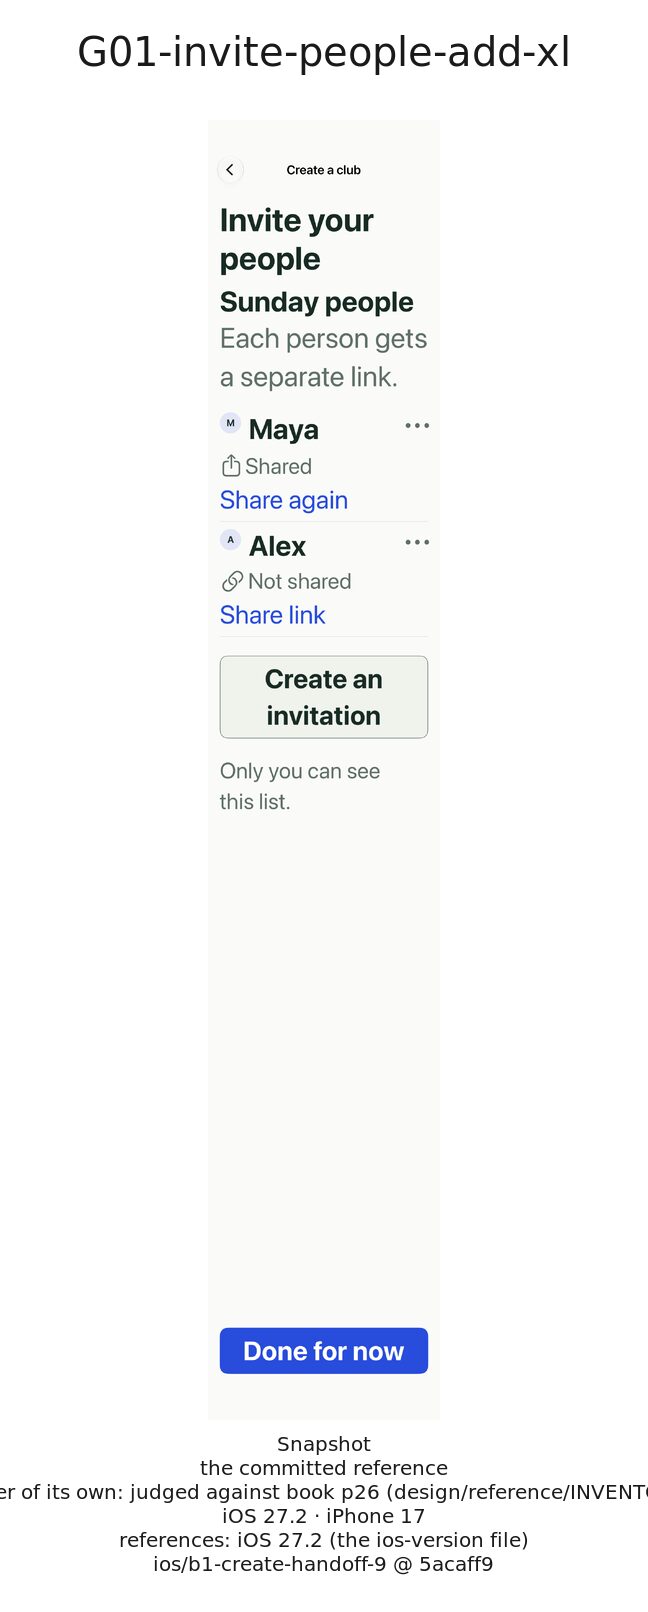 G01-invite-people-add-xl
Create a club
Invite your
people
Sunday people
Each person gets
a separate link.
M Maya
Shared
Share again
A Alex
Not shared
Share link
Create an
invitation
Only you can see
this list.
Done for now
Snapshot
the committed reference
of its own: judged against book p26 (design/reference/
iOS 27.2 · iPhone 17
references: iOS 27.2 (the ios-version file)
ios/b1-create-handoff-9 @ 5acaff9